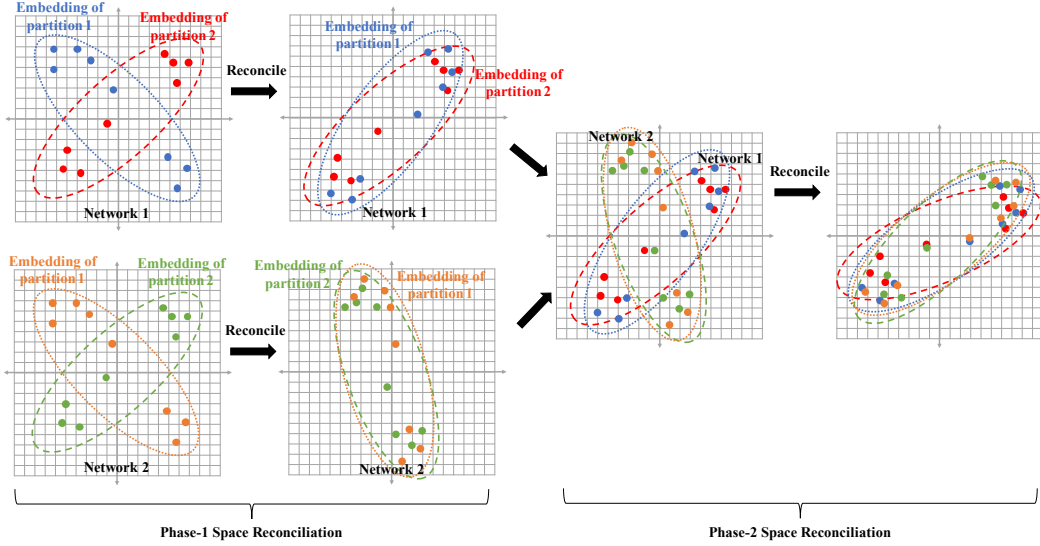 Embedding of
partition 1
Embedding of
partition 2
Network 1
Reconcile
Embedding of
partition 1
Embedding of
partition 2
Network 1
Embedding of
partition 1
Embedding of
partition 2
Network 2
Reconcile
Embedding of
partition 2
Embedding of
partition 1
Network 2
Network 2
Network 1
Reconcile
Phase-1 Space Reconciliation
Phase-2 Space Reconciliation